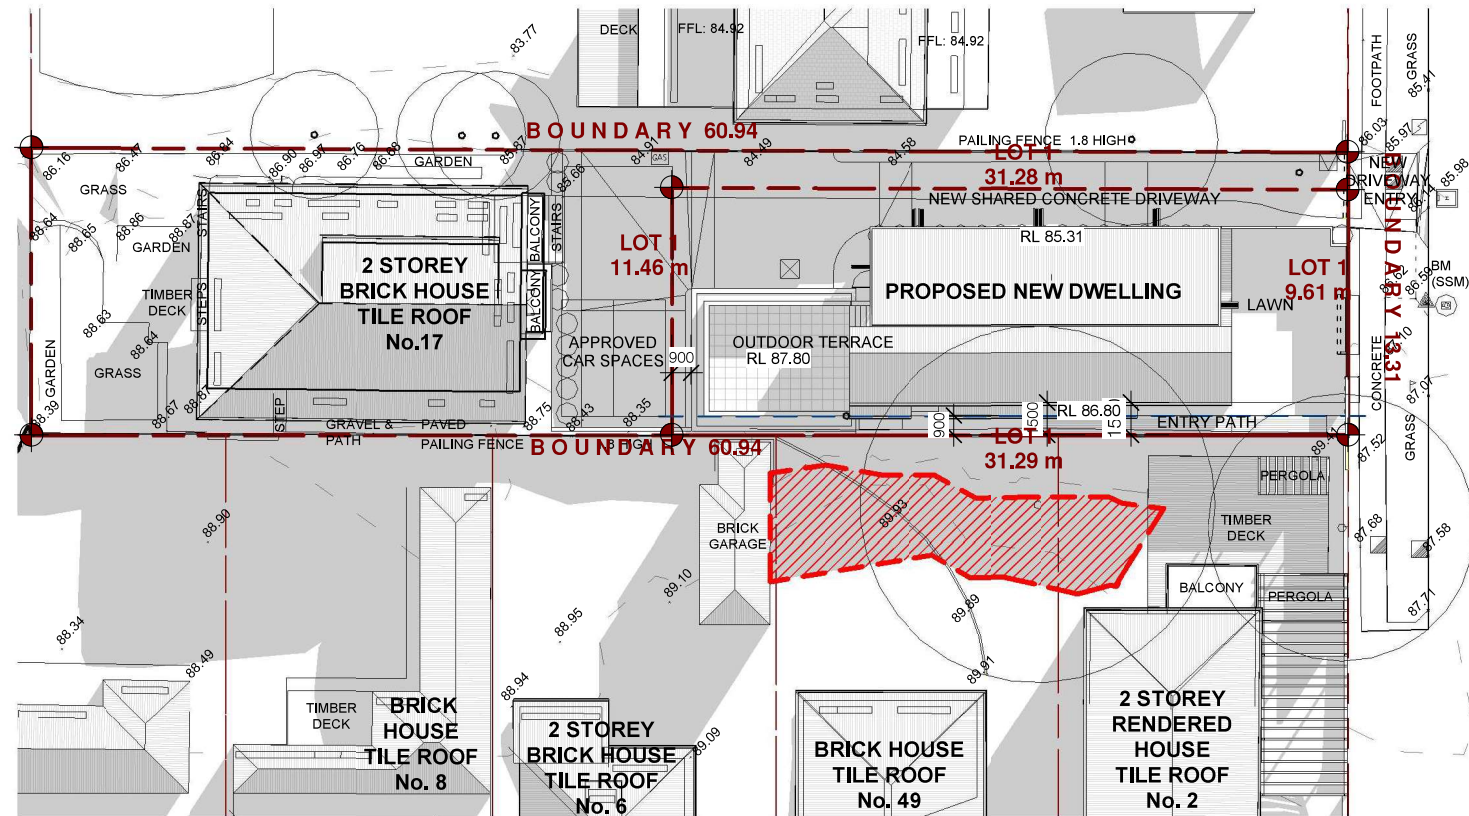 DECK
FFL: 84.92
FFL: 84.92
83.77
FOOTPATH
GRASS
85.41
BOUNDARY 60.94
PAILING FENCE 1.8 HIGH
86.03
85.97
86.16
86.47
86.84
86.90
86.97
86.76
86.68
GARDEN
85.87
85.66
84.91
GAS
84.49
84.58
LOT 1
31.28 m
NEW
DRIVEWAY
ENTRY
86.14
85.98
GRASS
STAIRS
BALCONY
STAIRS
NEW SHARED CONCRETE DRIVEWAY
88.64
88.65
88.86
88.87
GARDEN
RL 85.31
LOT 1
11.46 m
2 STOREY
BRICK HOUSE
TILE ROOF
No.17
PROPOSED NEW DWELLING
LOT 1
9.61 m
BOUNDARY 13.31
BM
(SSM)
TIMBER
DECK
STEPS
BALCONY
LAWN
88.63
88.64
APPROVED
CAR SPACES
900
OUTDOOR TERRACE
RL 87.80
GARDEN
GRASS
CONCRETE
87.07
88.39
88.67
88.87
STEP
GRAVEL &
PATH
PAVED
PAILING FENCE
88.75
88.43
88.35
900
RL 86.80
ENTRY PATH
BOUNDARY 60.94
LOT 1
31.29 m
89.41
87.52
GRASS
PERGOLA
88.90
BRICK
GARAGE
89.93
TIMBER
DECK
87.68
87.58
89.10
BALCONY
PERGOLA
87.71
88.34
88.95
89.89
88.49
88.94
89.91
TIMBER
DECK
BRICK
HOUSE
TILE ROOF
No. 8
2 STOREY
BRICK HOUSE
TILE ROOF
No. 6
89.09
BRICK HOUSE
TILE ROOF
No. 49
2 STOREY
RENDERED
HOUSE
TILE ROOF
No. 2